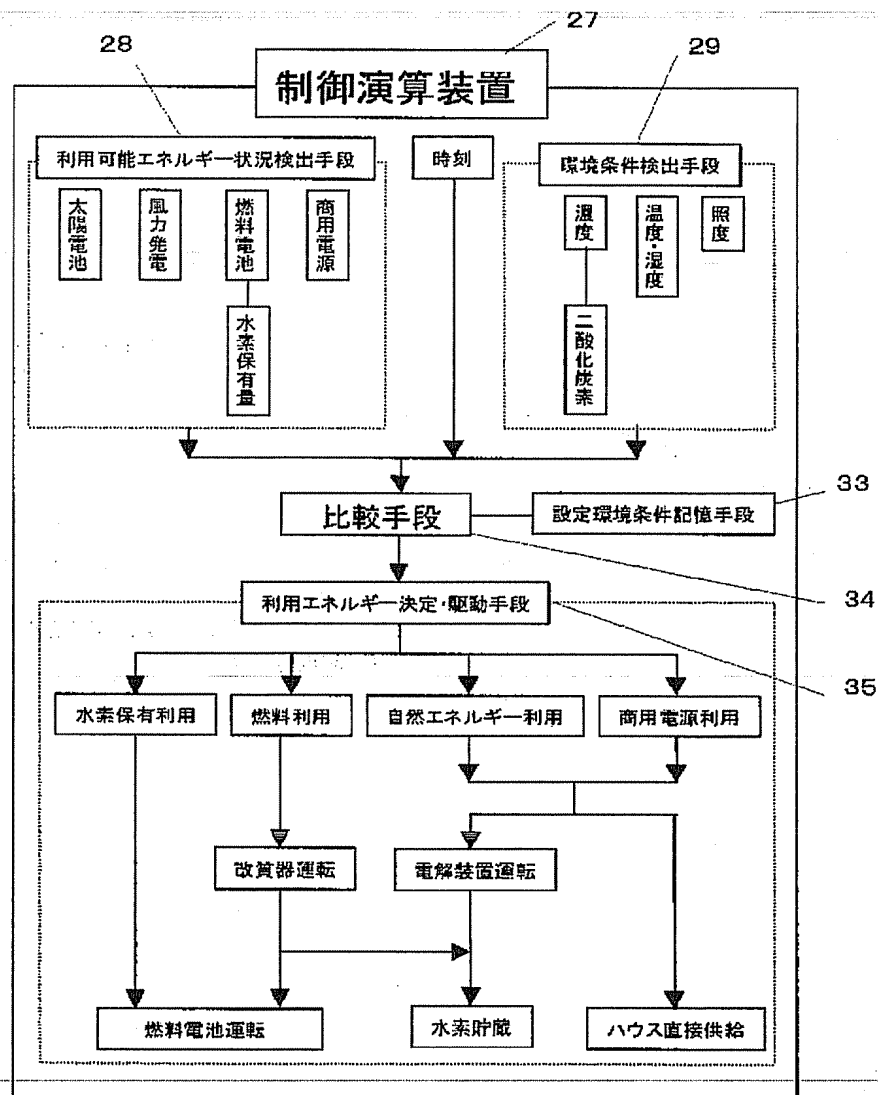 27
28
29
制御演算装置
利用可能エネルギー状況検出手段
時刻
環境条件検出手段
太陽電池
風力発電
燃料電池
商用電源
濃度
温度・湿度
照度
水素保有量
二酸化炭素
33
比較手段
設定環境条件記憶手段
34
利用エネルギー決定・駆動手段
35
水素保有利用
燃料利用
自然エネルギー利用
商用電源利用
改質器運転
電解装置運転
燃料電池運転
水素貯蔵
ハウス直接供給